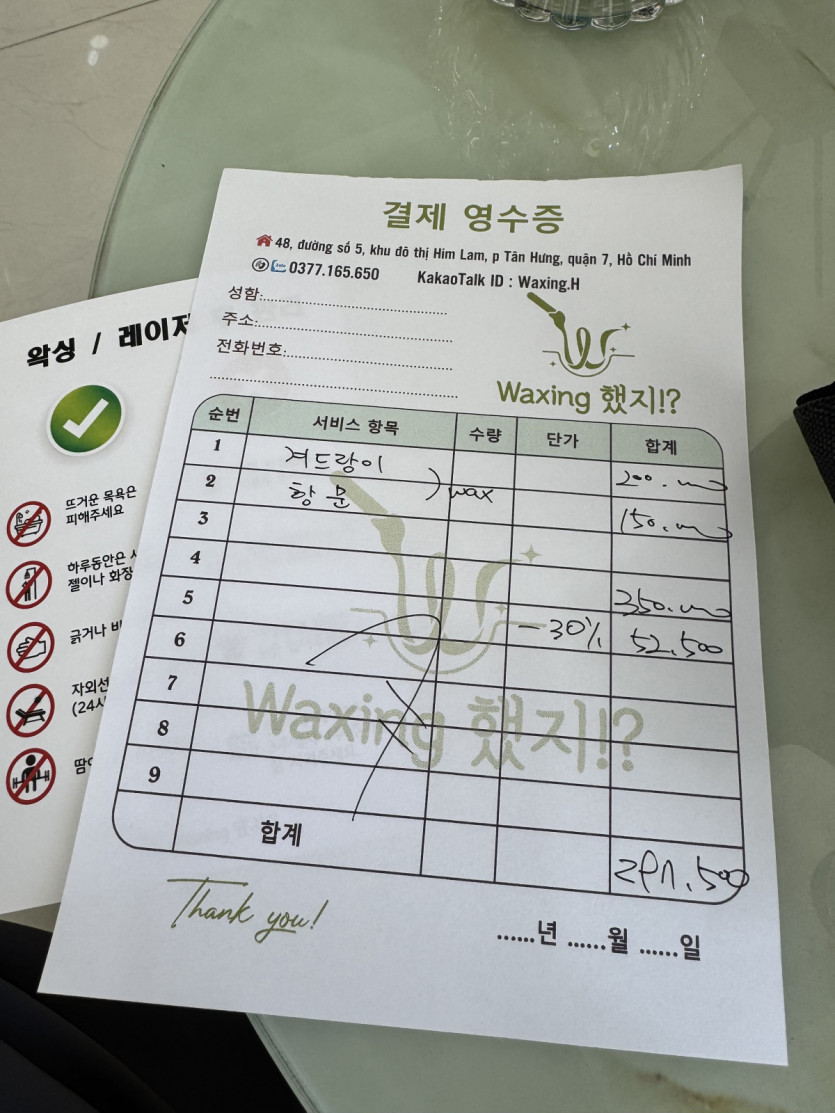 결제 영수증
48, đường số 5, khu đô thị Him Lam, p Tân Hưng, quận 7, Hồ Chí Minh
0377.165.650 KakaoTalk ID : Waxing.H
성함:
주소:
전화번호:
Waxing 했지!?
순번 서비스 항목 수량 단가 합계
1 겨드랑이 200.000
2 항문 wax 150.000
3
4
5 350.000
6 -30% 52.500
7
8
9
Waxing 했지!?
합계 297.500
Thank you!
......년 ......월 ......일
왁싱 / 레이저
뜨거운 목욕은
피해주세요
하루동안은
젤이나 화장
긁거나
자외선
(24시